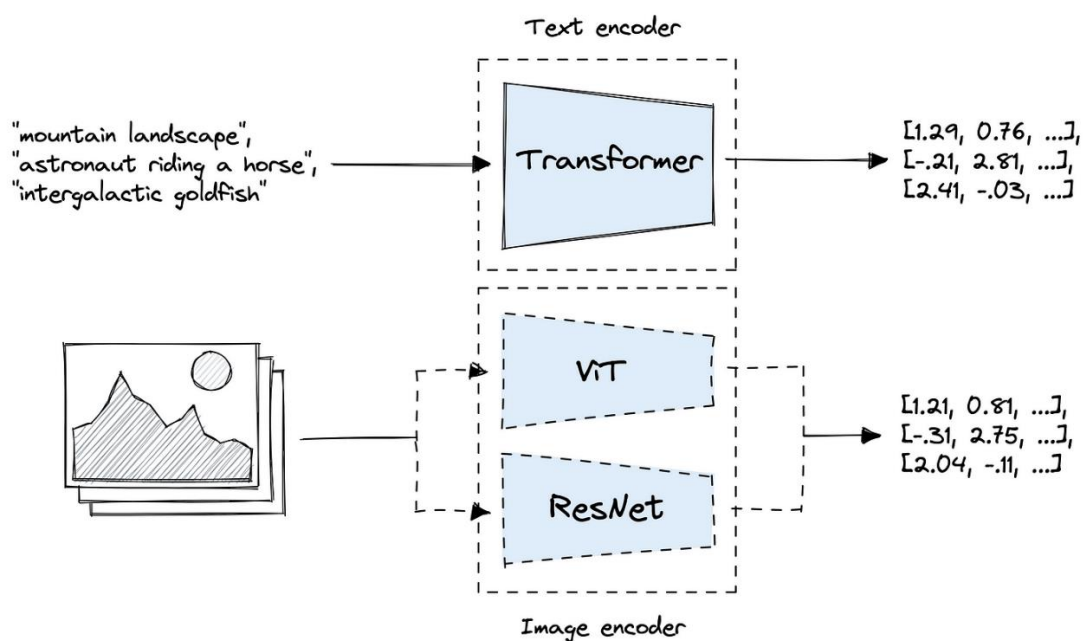 Text encoder
"mountain landscape",
"astronaut riding a horse",
"intergalactic goldfish"
Transformer
[1.29, 0.76, ...],
[-.21, 2.81, ...],
[2.41, -.03, ...]
ViT
ResNet
[1.21, 0.81, ...],
[-.31, 2.75, ...],
[2.04, -.11, ...]
Image encoder